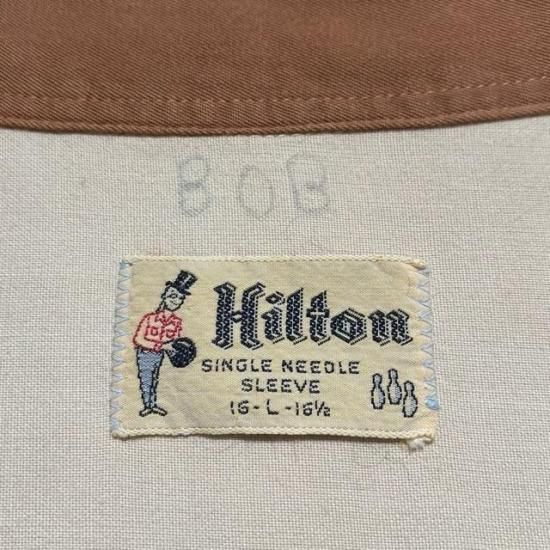 BOB
Hilton
SINGLE NEEDLE
SLEEVE
16-L-16½